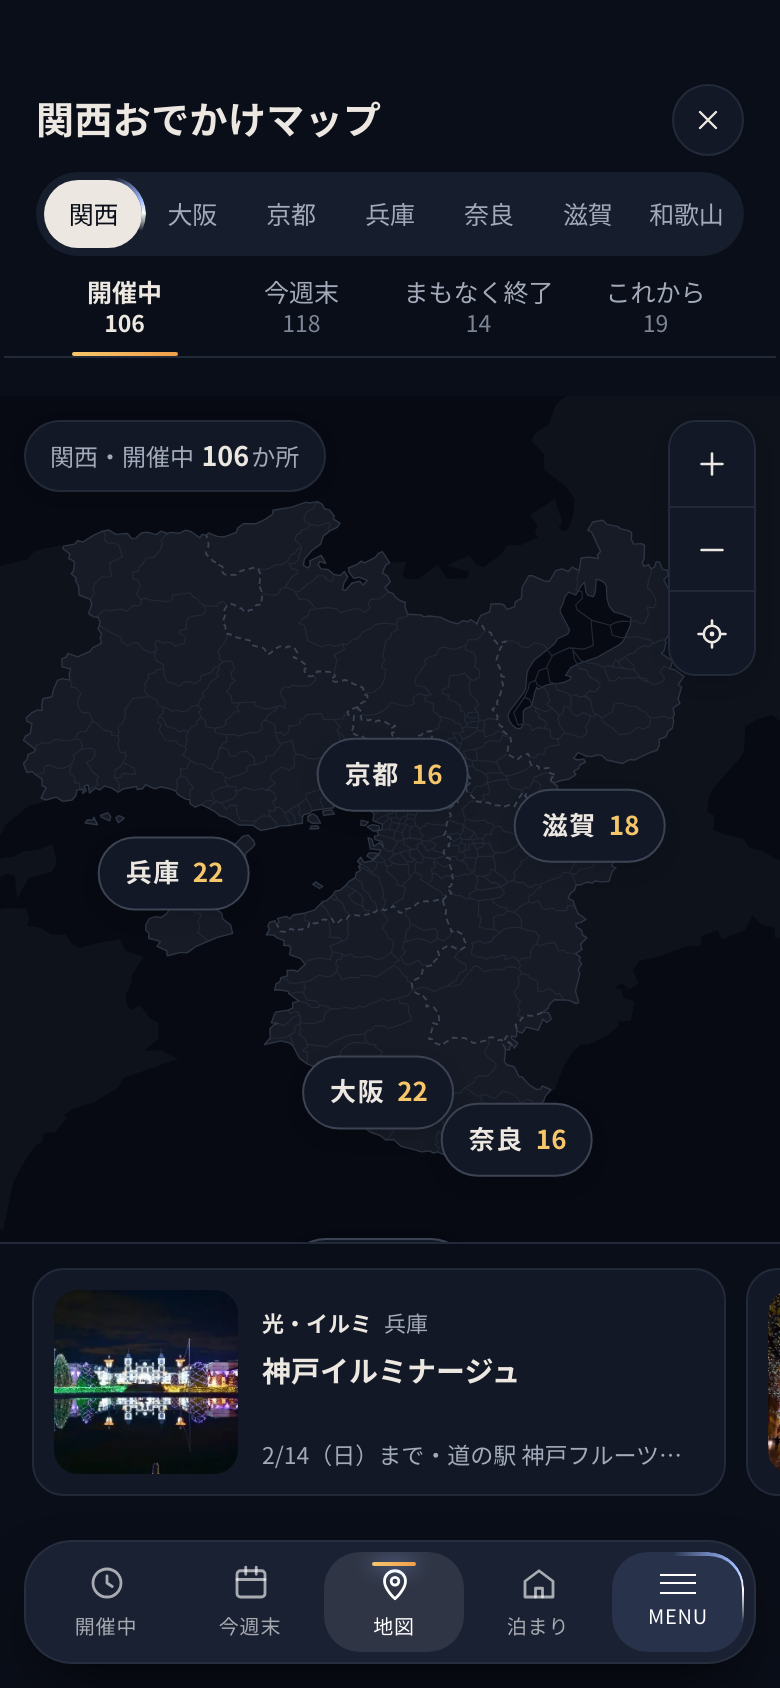 関西おでかけマップ
関西 大阪 京都 兵庫 奈良 滋賀 和歌山
開催中 今週末 まもなく終了 これから
106 118 14 19
関西・開催中 106か所
京都 16
滋賀 18
兵庫 22
大阪 22
奈良 16
光・イルミ 兵庫
神戸イルミナージュ
2/14（日）まで・道の駅 神戸フルーツ…
開催中 今週末 地図 泊まり MENU